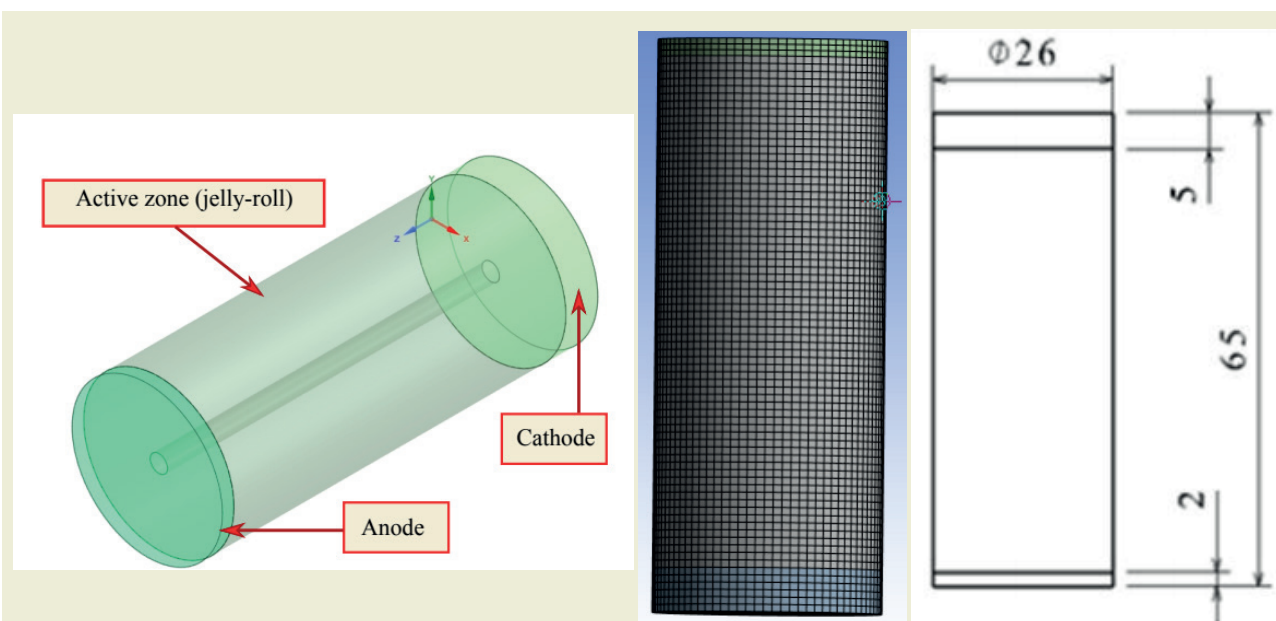 Active zone (jelly-roll)
Y
Z
X
Cathode
Anode
Φ26
5
65
2